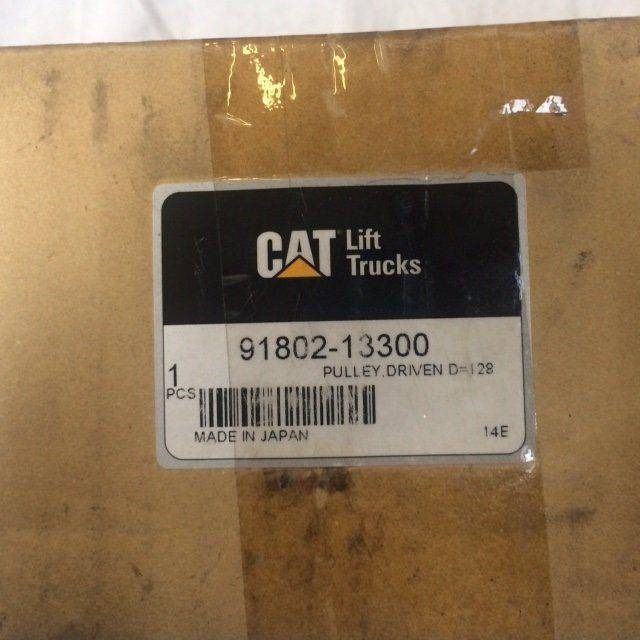 CAT Lift
Trucks
91802-13300
PULLEY.DRIVEN D=128
1
PCS
MADE IN JAPAN
14E